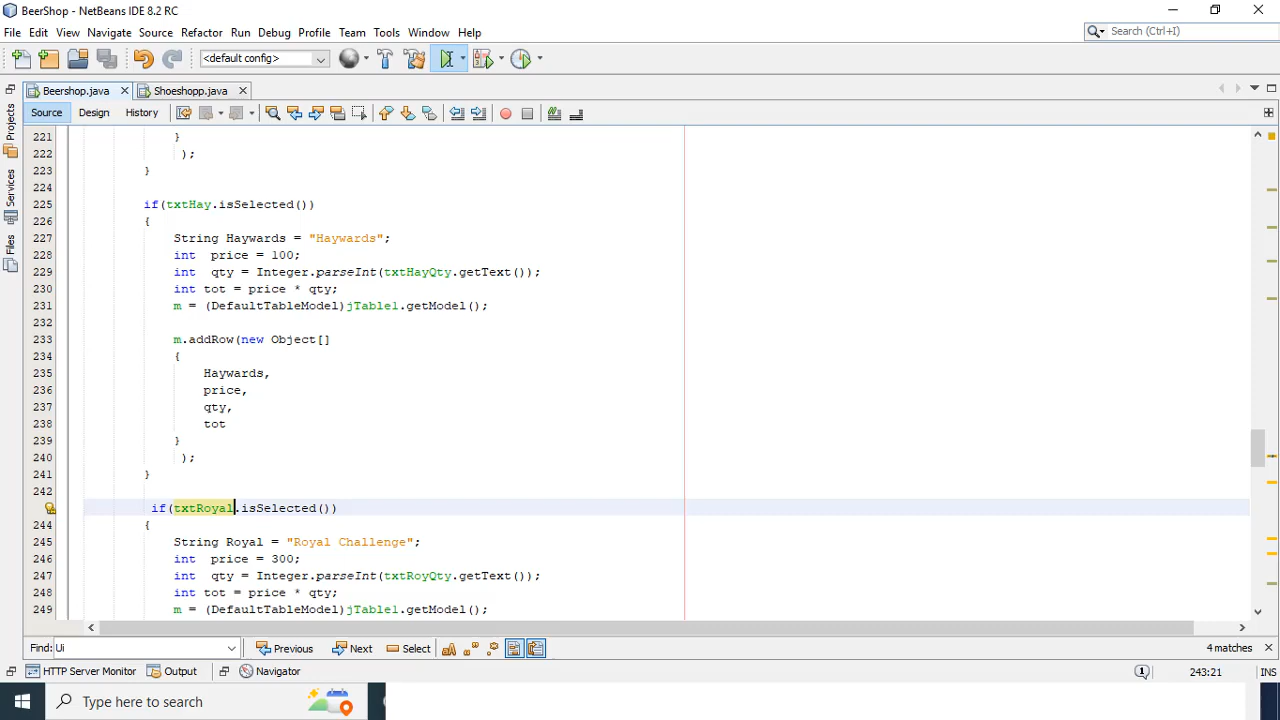 BeerShop - NetBeans IDE 8.2 RC
File Edit View Navigate Source Refactor Run Debug Profile Team Tools Window Help
Search (Ctrl+I)
<default config>
Beershop.java Shoeshopp.java
Source Design History
221 }
222 );
223 }
224
225 if(txtHay.isSelected())
226 {
227 String Haywards = "Haywards";
228 int price = 100;
229 int qty = Integer.parseInt(txtHayQty.getText());
230 int tot = price * qty;
231 m = (DefaultTableModel)jTable1.getModel();
232
233 m.addRow(new Object[]
234 {
235 Haywards,
236 price,
237 qty,
238 tot
239 }
240 );
241 }
242
if(txtRoyal.isSelected())
244 {
245 String Royal = "Royal Challenge";
246 int price = 300;
247 int qty = Integer.parseInt(txtRoyQty.getText());
248 int tot = price * qty;
249 m = (DefaultTableModel)jTable1.getModel();
Projects
Services
Files
Find: Ui Previous Next Select 4 matches
HTTP Server Monitor Output Navigator 1 243:21 INS
Type here to search